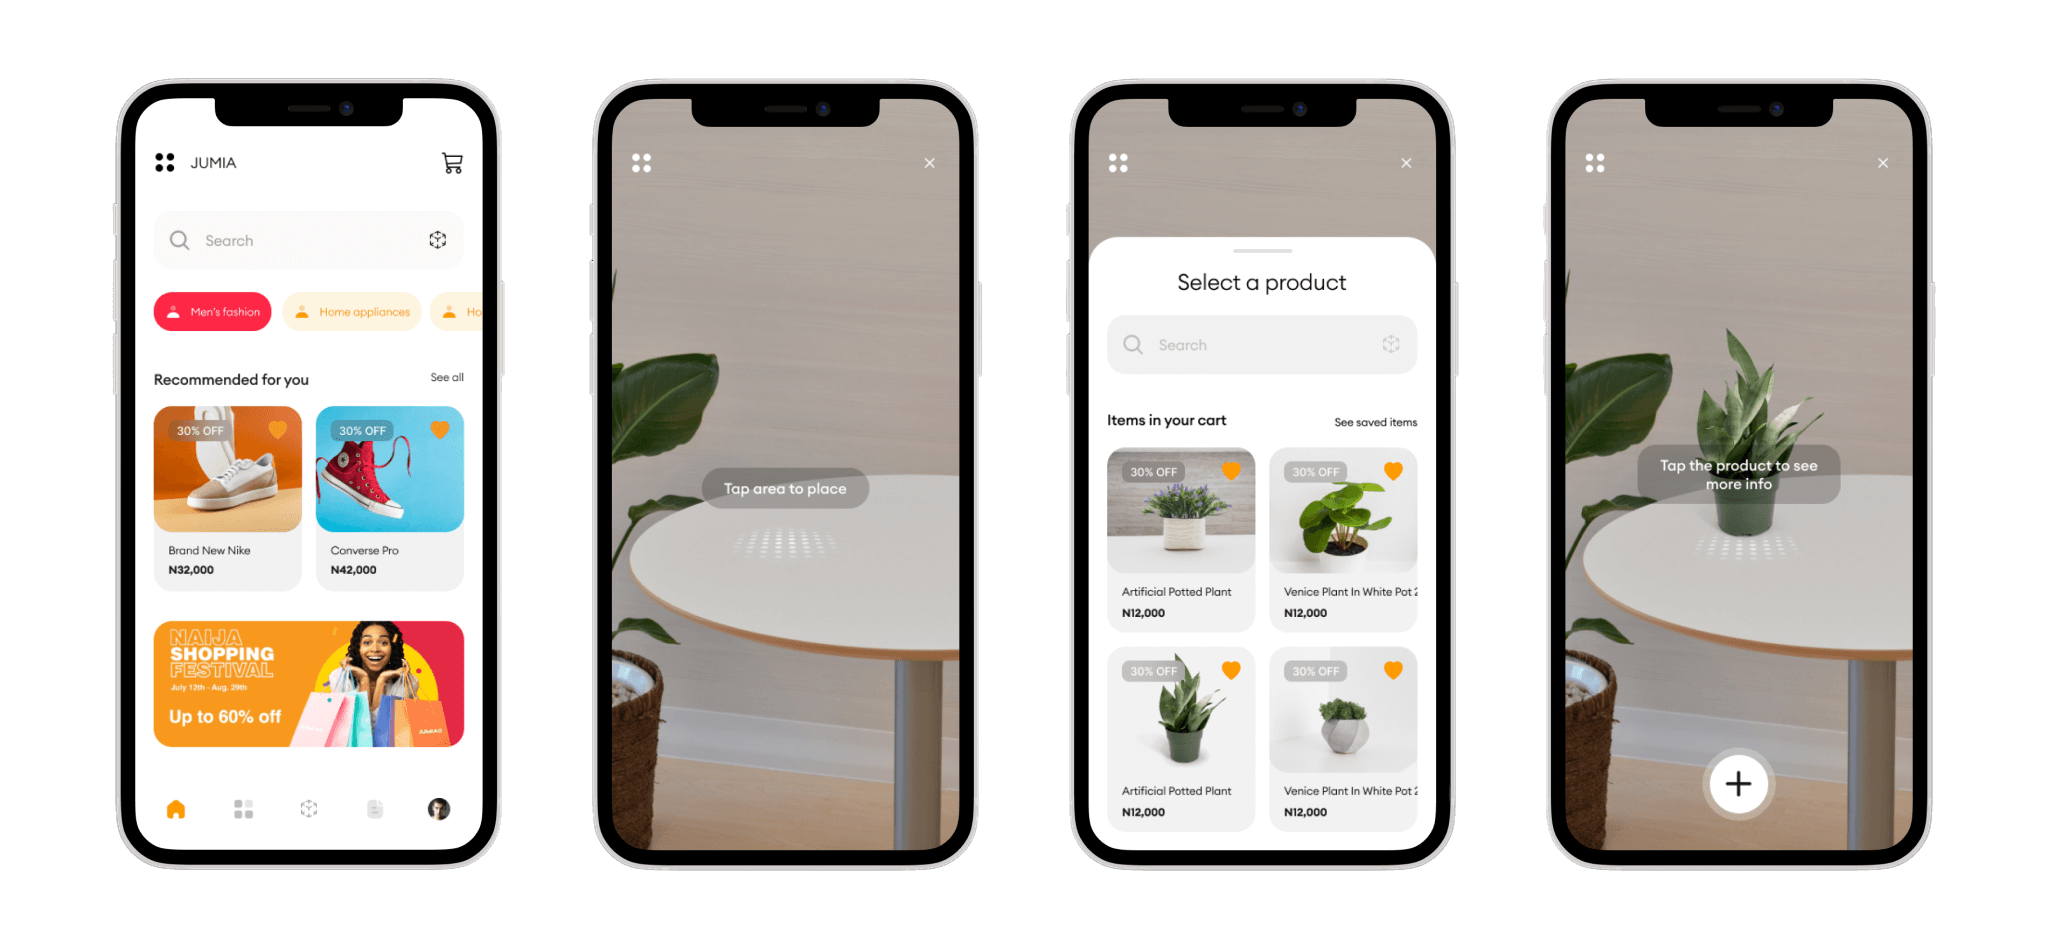 JUMIA
Search
Men's fashion
Home appliances
Ho
Recommended for you
See all
30% OFF
30% OFF
Brand New Nike
N32,000
Converse Pro
N42,000
NAIJA
SHOPPING
FESTIVAL
July 12th - Aug. 29th
Up to 60% off
JUMIA
Tap area to place
Select a product
Search
Items in your cart
See saved items
30% OFF
30% OFF
Artificial Potted Plant
N12,000
Venice Plant In White Pot 2
N12,000
30% OFF
30% OFF
Artificial Potted Plant
N12,000
Venice Plant In White Pot 2
N12,000
Tap the product to see
more info